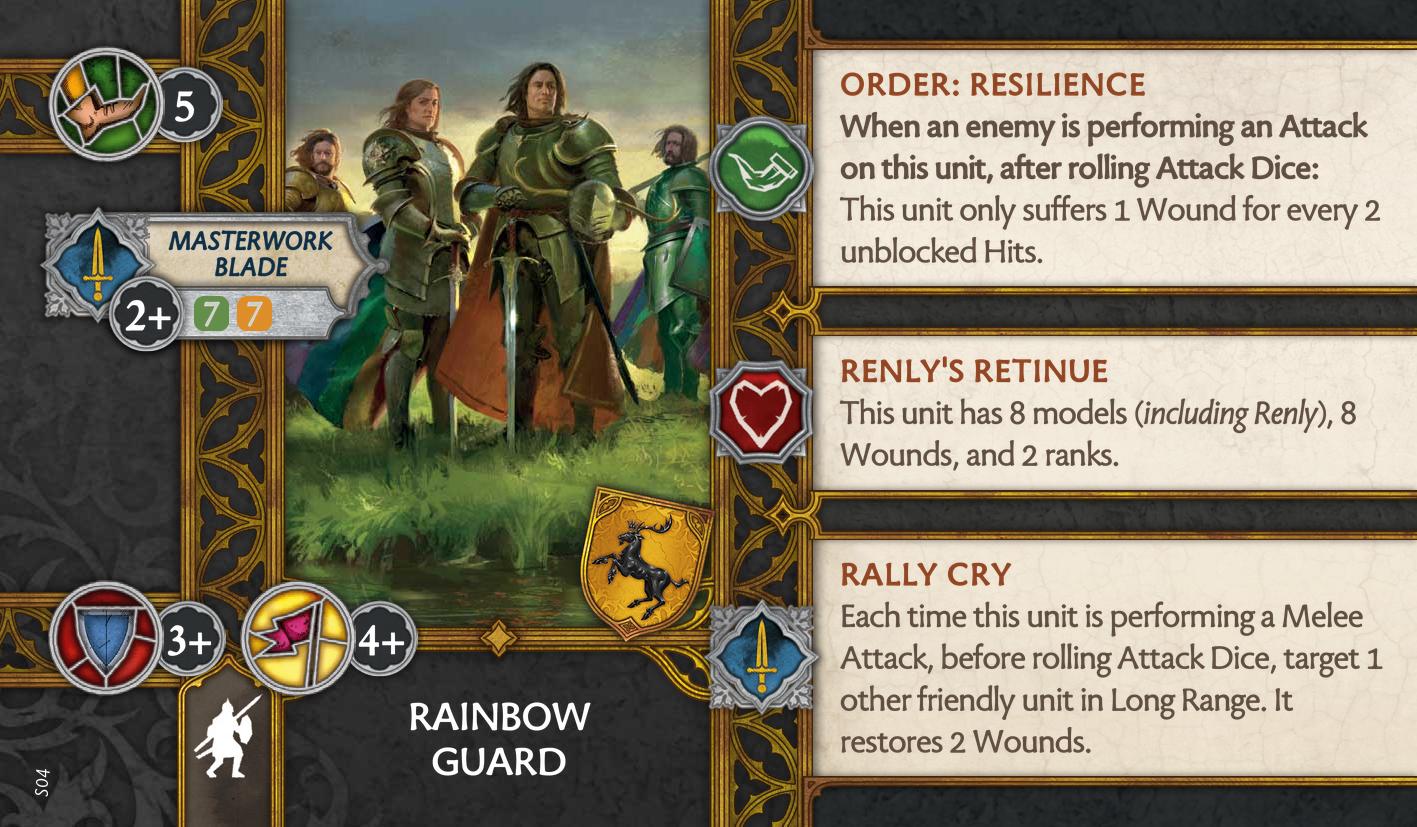 5
MASTERWORK
BLADE
2+ 7 7
3+
4+
RAINBOW
GUARD
S04
ORDER: RESILIENCE
When an enemy is performing an Attack
on this unit, after rolling Attack Dice:
This unit only suffers 1 Wound for every 2
unblocked Hits.
RENLY'S RETINUE
This unit has 8 models (including Renly), 8
Wounds, and 2 ranks.
RALLY CRY
Each time this unit is performing a Melee
Attack, before rolling Attack Dice, target 1
other friendly unit in Long Range. It
restores 2 Wounds.